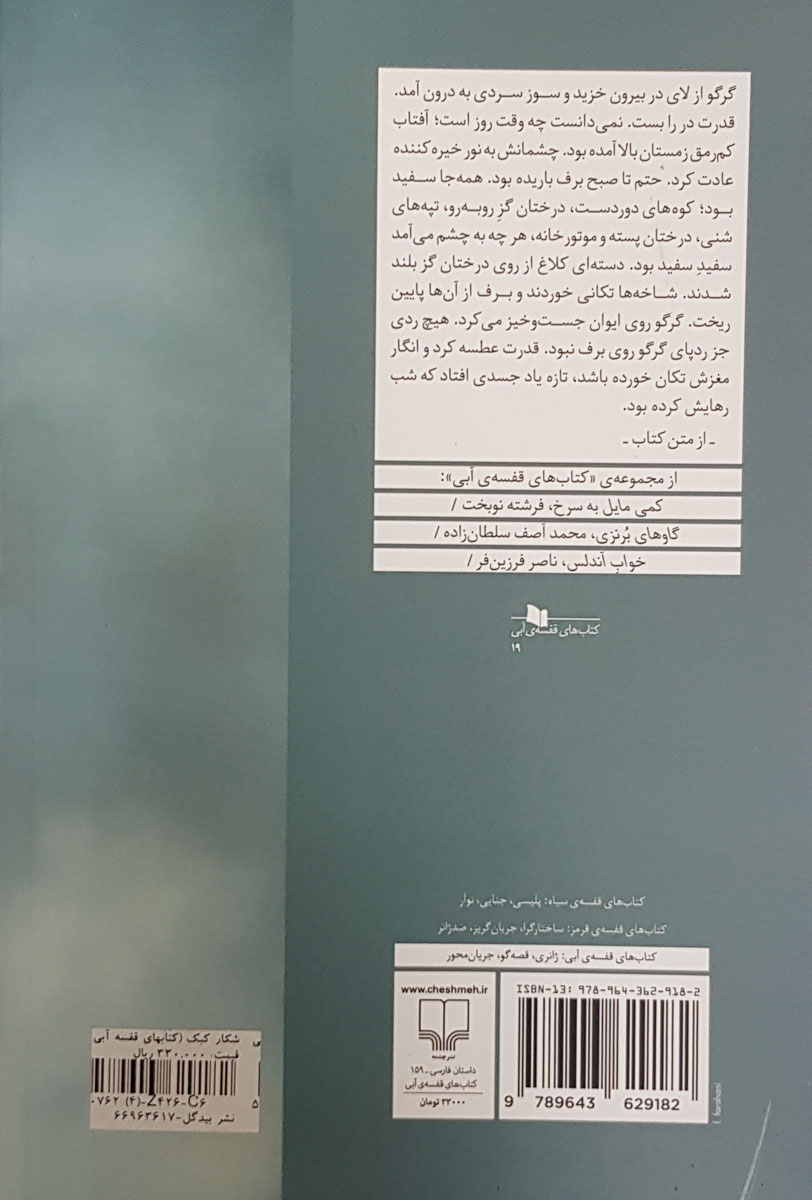 گرگو از لای در بیرون خزید و سوز سردی به درون آمد.
قدرت در را بست. نمی‌دانست چه وقت روز است؛ آفتاب
کم‌رمق زمستان بالا آمده بود. چشمانش به نور خیره‌کننده
عادت کرد. حتم تا صبح برف باریده بود. همه‌جا سفید
بود؛ کوه‌های دوردست، درختان گزِ روبه‌رو، تپه‌های
شنی، درختان پسته و موتورخانه، هر چه به چشم می‌آمد
سفیدِ سفید بود. دسته‌ای کلاغ از روی درختان گز بلند
شدند. شاخه‌ها تکانی خوردند و برف از آن‌ها پایین
ریخت. گرگو روی ایوان جست‌وخیز می‌کرد. هیچ ردی
جز ردپای گرگو روی برف نبود. قدرت عطسه کرد و انگار
مغزش تکان خورده باشد، تازه یاد جسدی افتاد که شب
رهایش کرده بود.
ـ از متن کتاب ـ
از مجموعه‌ی «کتاب‌های قفسه‌ی آبی»:
کمی مایل به سرخ، فرشته نوبخت /
گاوهای بُرنزی، محمد آصف سلطان‌زاده /
خوابِ آندلس، ناصر فرزین‌فر /
کتاب‌های قفسه‌ی آبی
۱۹
کتاب‌های قفسه‌ی سیاه: پلیسی، جنایی، نوآر
کتاب‌های قفسه‌ی قرمز: ساختارگرا، جریان‌گریز، ضدژانر
کتاب‌های قفسه‌ی آبی: ژانری، قصه‌گو، جریان‌محور
www.cheshmeh.ir
نشر چشمه
داستان فارسی ـ ۱۵۹
کتاب‌های قفسه‌ی آبی
۳۳۰۰۰ تومان
ISBN-13: 978-964-362-918-2
9 789643 629182
f. farahani
شکار کبک (کتابهای قفسه آبی
قیمت: ۳۳۰,۰۰۰ ریال
۰۷۶۲ (۴)-Z۴۲۶-C۶
نشر بیدگل-۶۶۹۶۳۶۱۷